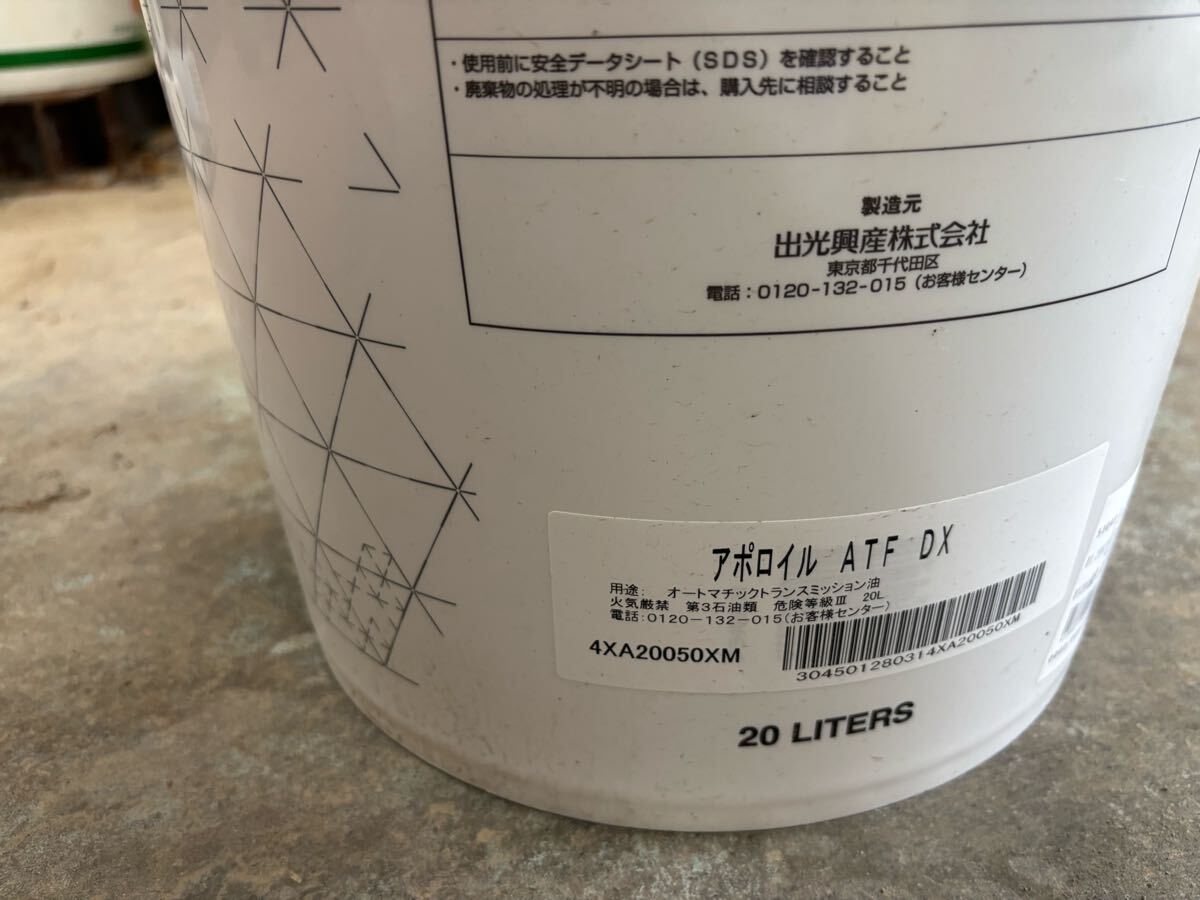 ・使用前に安全データシート（SDS）を確認すること
・廃棄物の処理が不明の場合は、購入先に相談すること
製造元
出光興産株式会社
東京都千代田区
電話：0120-132-015（お客様センター）
アポロイル ATF DX
用途: オートマチックトランスミッション油
火気厳禁 第3石油類 危険等級Ⅲ 20L
電話:0120-132-015(お客様センター)
4XA20050XM
304501280314XA20050XM
20 LITERS